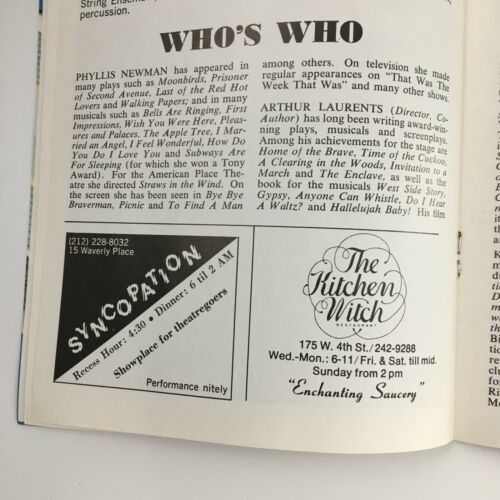 String Ensemb
percussion.
WHO'S WHO
PHYLLIS NEWMAN has appeared in
many plays such as Moonbirds, Prisoner
of Second Avenue, Last of the Red Hot
Lovers and Walking Papers; and in many
musicals such as Bells Are Ringing, First
Impressions, Wish You Were Here, Pleas-
ures and Palaces. The Apple Tree, I Mar-
ried an Angel, I Feel Wonderful, How Do
You Do I Love You and Subways Are
For Sleeping (for which she won a Tony
Award). For the American Place The-
atre she directed Straws in the Wind. On
the screen she has been seen in Bye Bye
Braverman, Picnic and To Find A Man
among others. On television she made
regular appearances on "That Was The
Week That Was" and many other shows.
ARTHUR LAURENTS (Director, Co-
Author) has long been writing award-win-
ning plays, musicals and screenplays.
Among his achievements for the stage are
Home of the Brave, Time of the Cuckoo,
A Clearing in the Woods, Invitation to a
March and The Enclave, as well as the
book for the musicals West Side Story,
Gypsy, Anyone Can Whistle, Do I Hear
A Waltz? and Hallelujah Baby! His film
(212) 228-8032
15 Waverly Place
SYNCOPATION
Recess Hour: 4:30 • Dinner: 6 til 2 AM
Showplace for theatregoers
Performance nitely
The
Kitchen
Witch
RESTAURANT
175 W. 4th St./242-9288
Wed.-Mon.: 6-11/Fri. & Sat. till mid.
Sunday from 2 pm
"Enchanting Saucery"